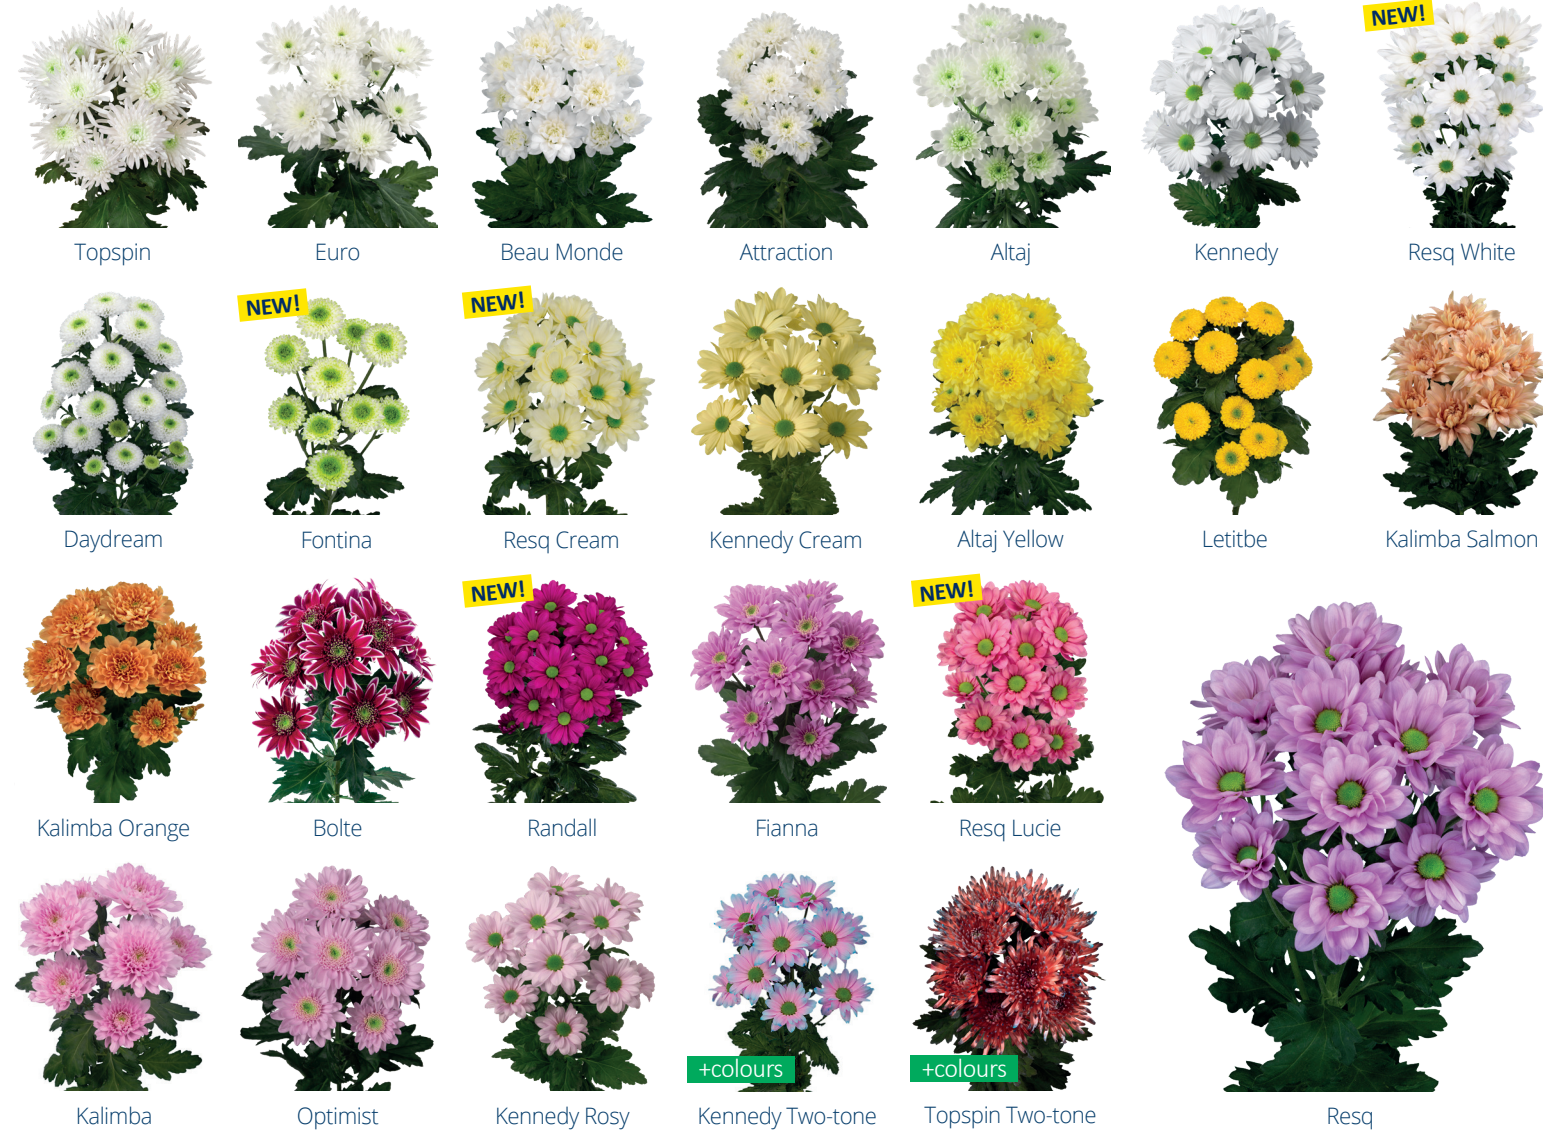 NEW!
Topspin
Euro
Beau Monde
Attraction
Altaj
Kennedy
Resq White
NEW!
NEW!
Daydream
Fontina
Resq Cream
Kennedy Cream
Altaj Yellow
Letitbe
Kalimba Salmon
NEW!
NEW!
Kalimba Orange
Bolte
Randall
Fianna
Resq Lucie
+colours
+colours
Kalimba
Optimist
Kennedy Rosy
Kennedy Two-tone
Topspin Two-tone
Resq